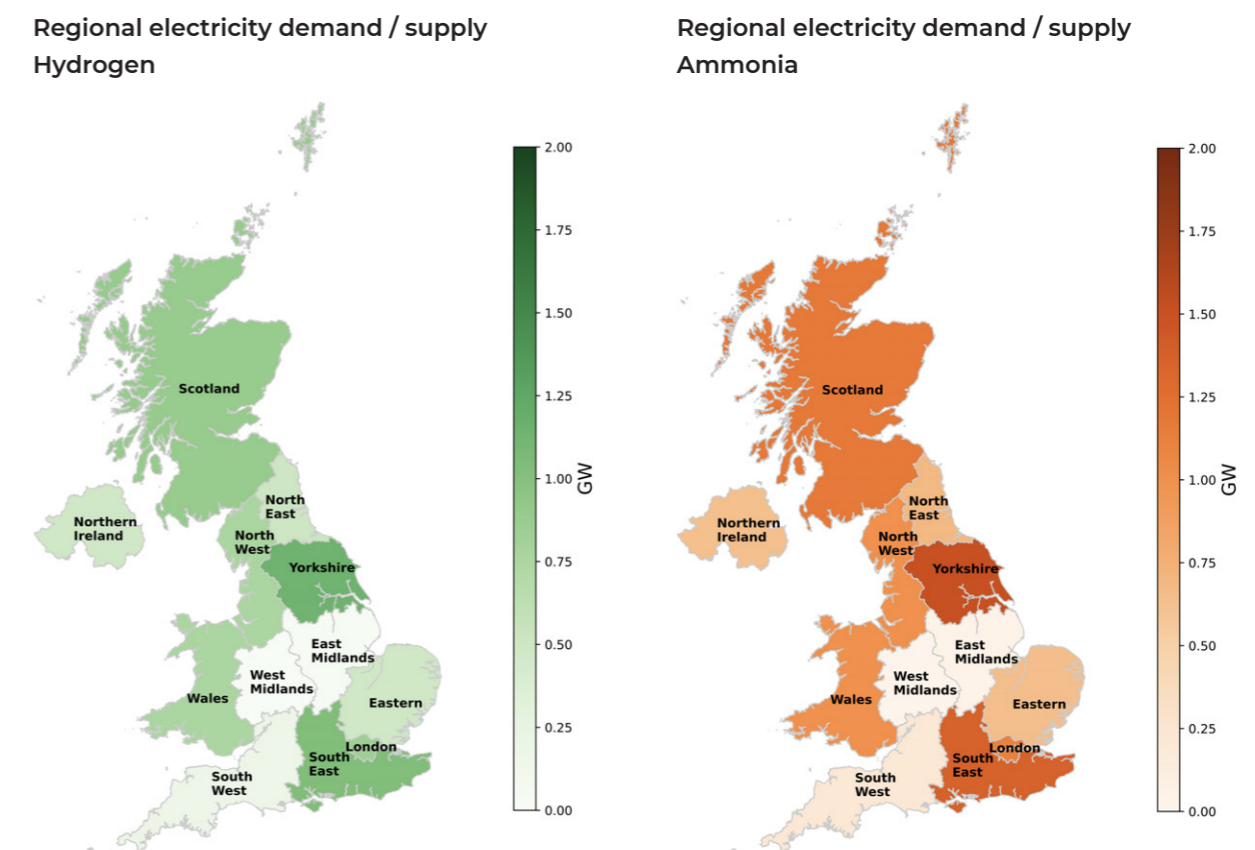 Regional electricity demand / supply
Hydrogen
2.00
1.75
1.50
1.25
1.00
0.75
0.50
0.25
0.00
GW
Scotland
North
East
Northern
Ireland
North
West
Yorkshire
East
Midlands
West
Midlands
Wales
Eastern
London
South
East
South
West
Regional electricity demand / supply
Ammonia
2.00
1.75
1.50
1.25
1.00
0.75
0.50
0.25
0.00
GW
Scotland
North
East
Northern
Ireland
North
West
Yorkshire
East
Midlands
West
Midlands
Wales
Eastern
London
South
East
South
West